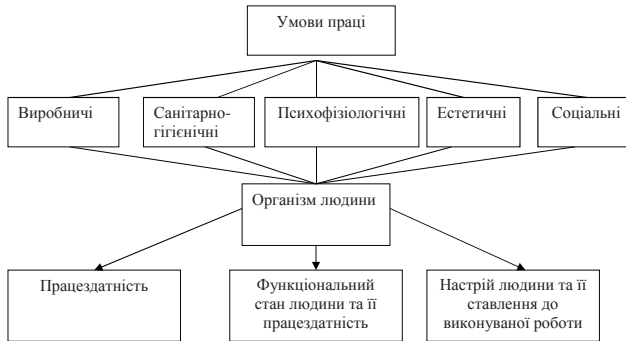 Умови праці
Виробничі
Санітарно-
гігієнічні
Психофізіологічні
Естетичні
Соціальні
Організм людини
Працездатність
Функціональний
стан людини та її
працездатність
Настрій людини та її
ставлення до
виконуваної роботи